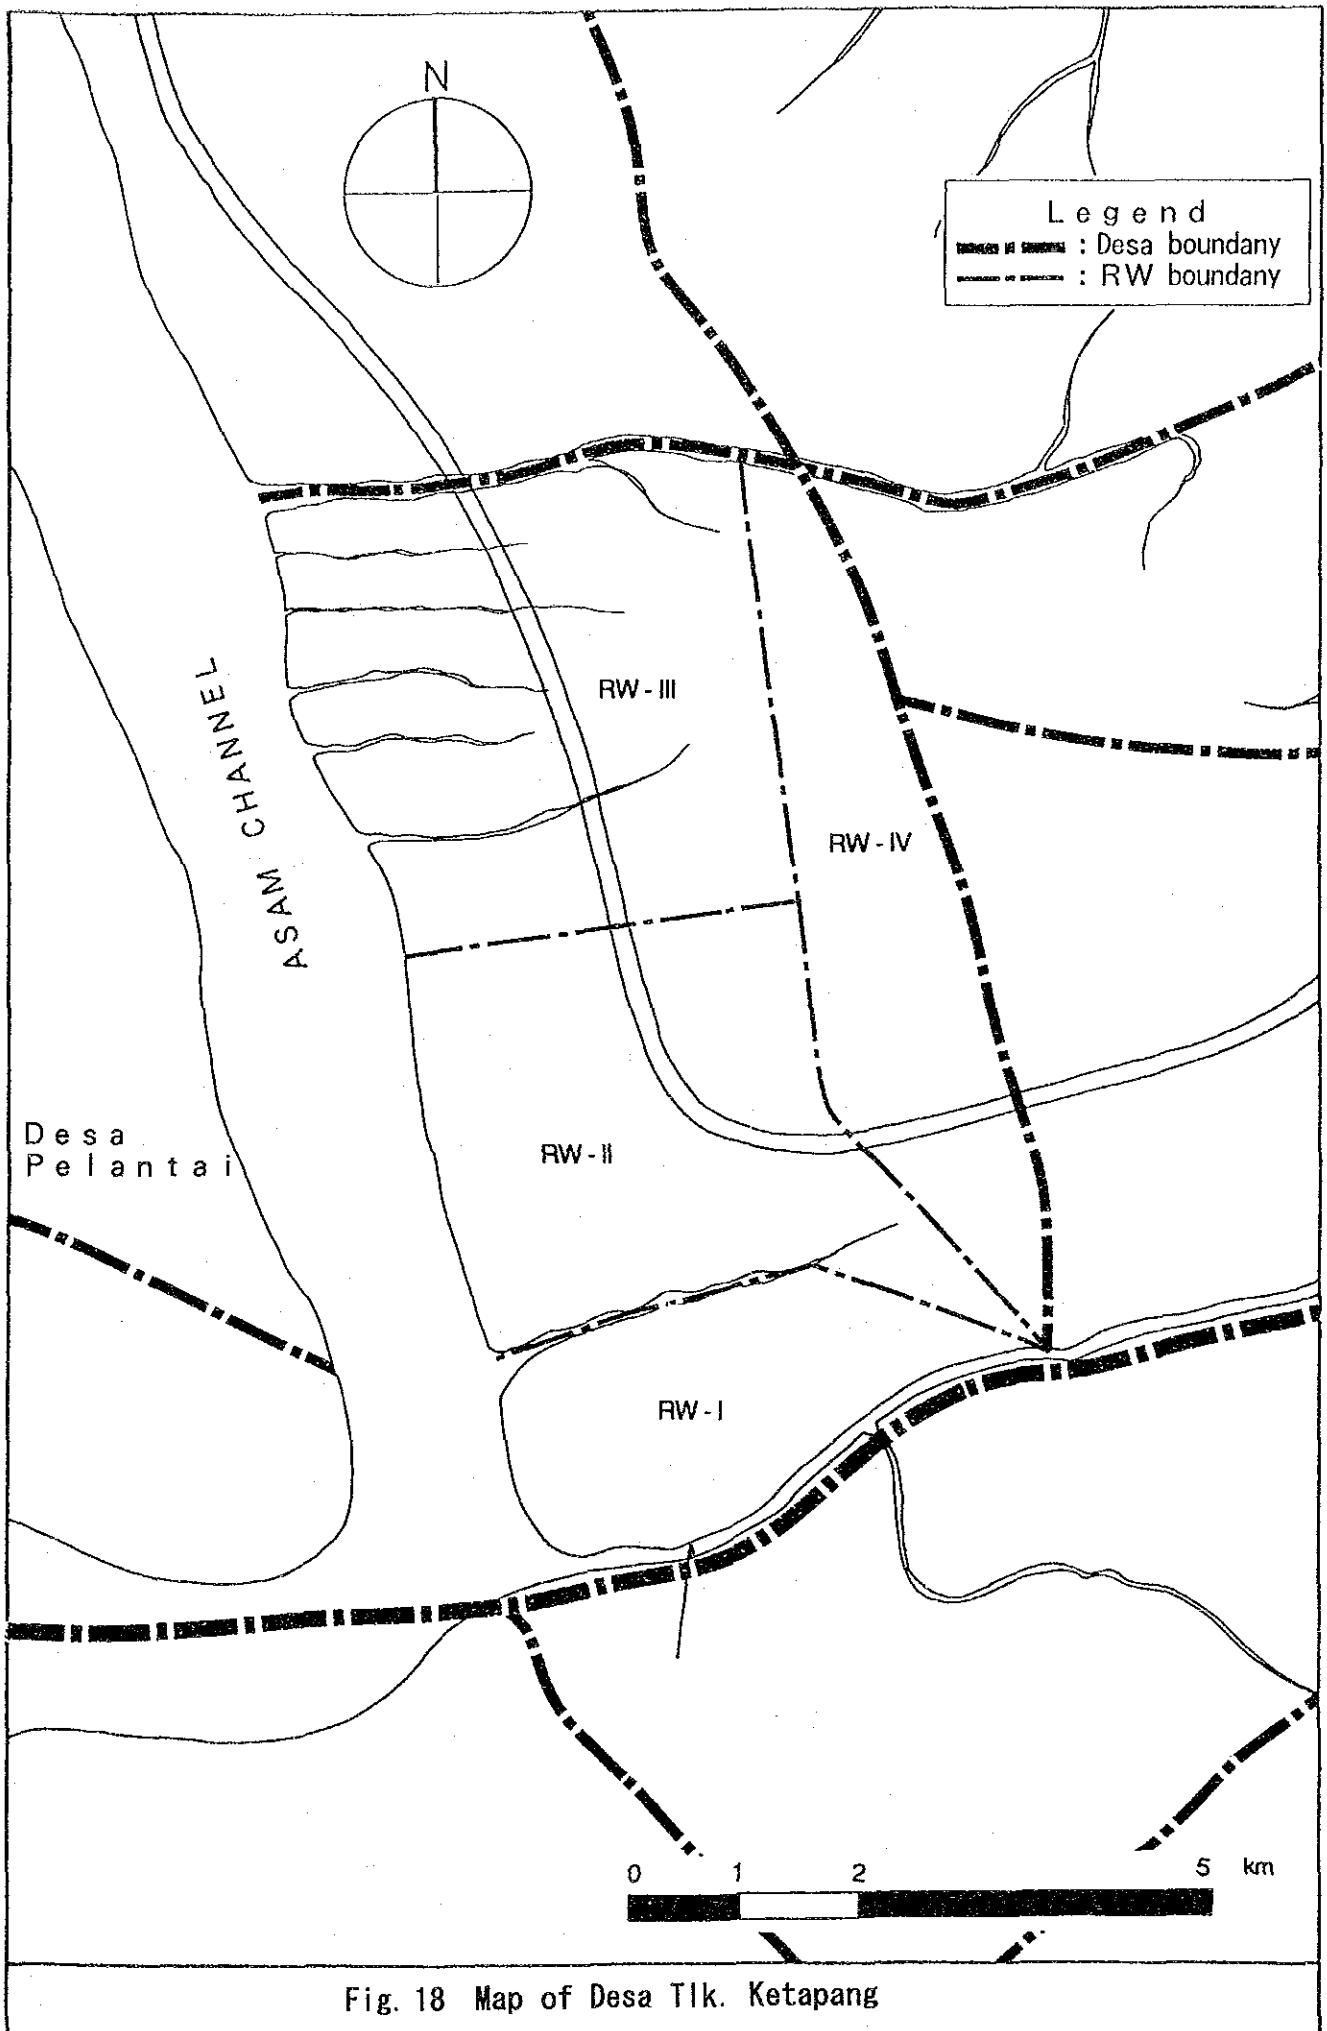 N
Legend
: Desa boundany
: RW boundany
RW-III
ASAM CHANNEL
RW-IV
Desa
Pelantai
RW-II
RW-I
0 1 2 5 km
Fig. 18 Map of Desa Tlk. Ketapang